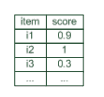 item score
i1 0.9
i2 1
i3 0.3
... ...